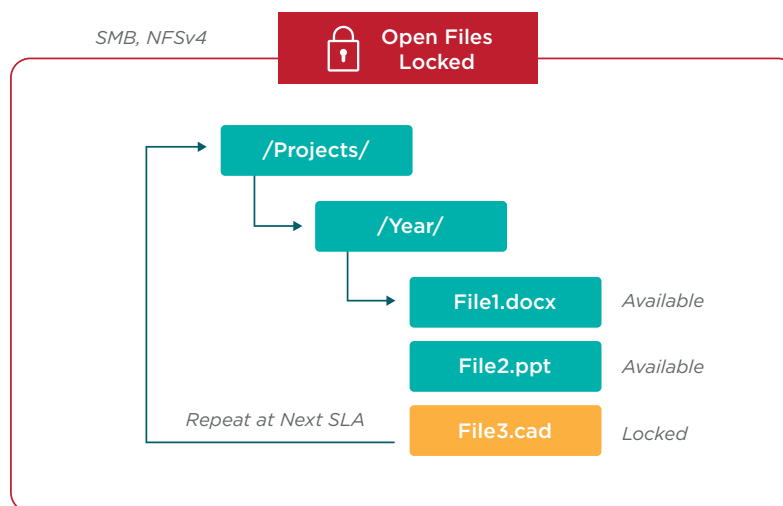 SMB, NFSv4
Open Files
Locked
/Projects/
/Year/
File1.docx
Available
File2.ppt
Available
Repeat at Next SLA
File3.cad
Locked